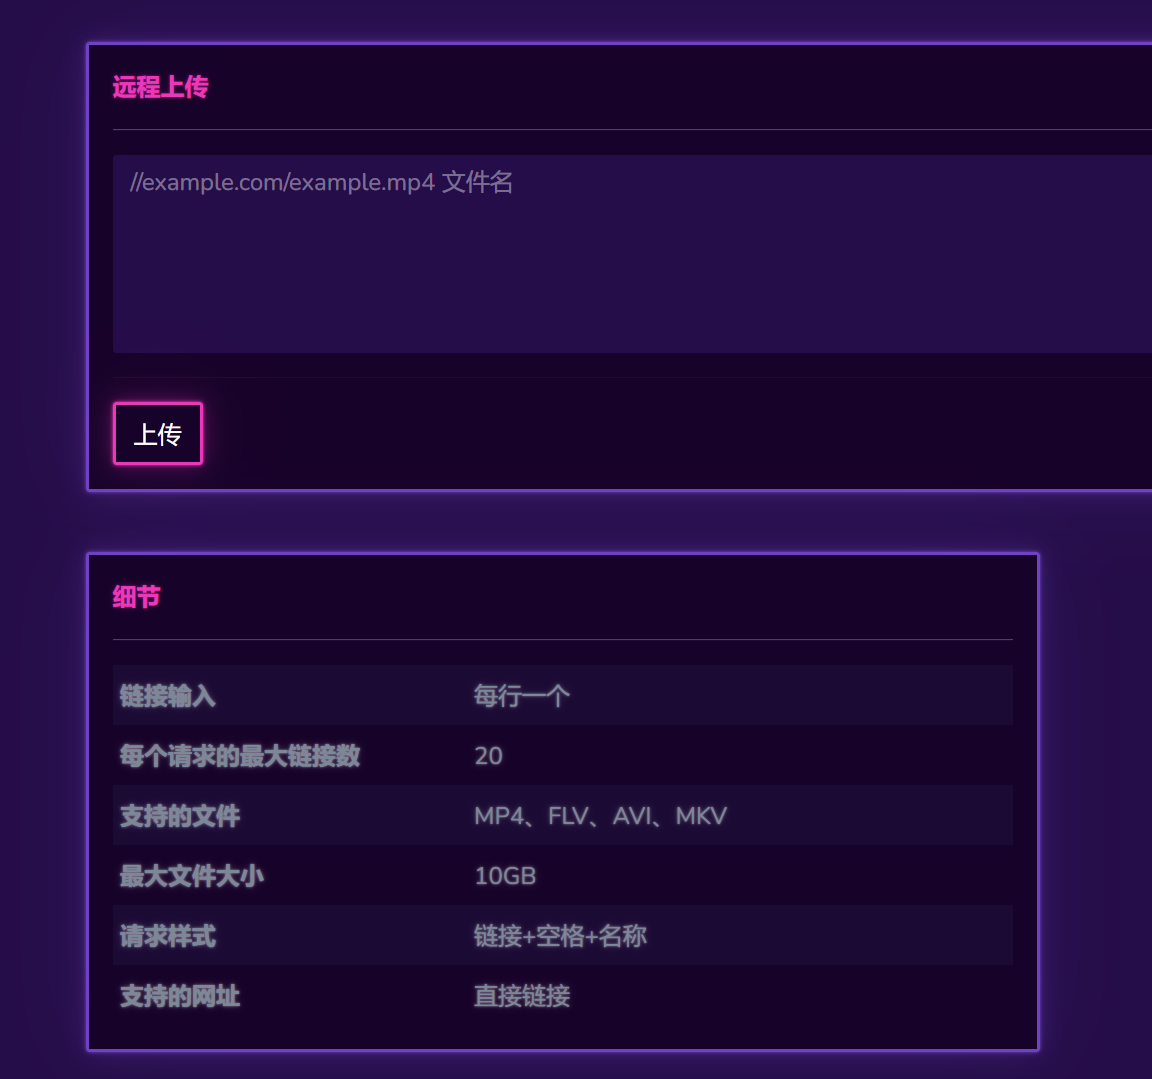 远程上传
//example.com/example.mp4 文件名
上传
细节
链接输入 每行一个
每个请求的最大链接数 20
支持的文件 MP4、FLV、AVI、MKV
最大文件大小 10GB
请求样式 链接+空格+名称
支持的网址 直接链接